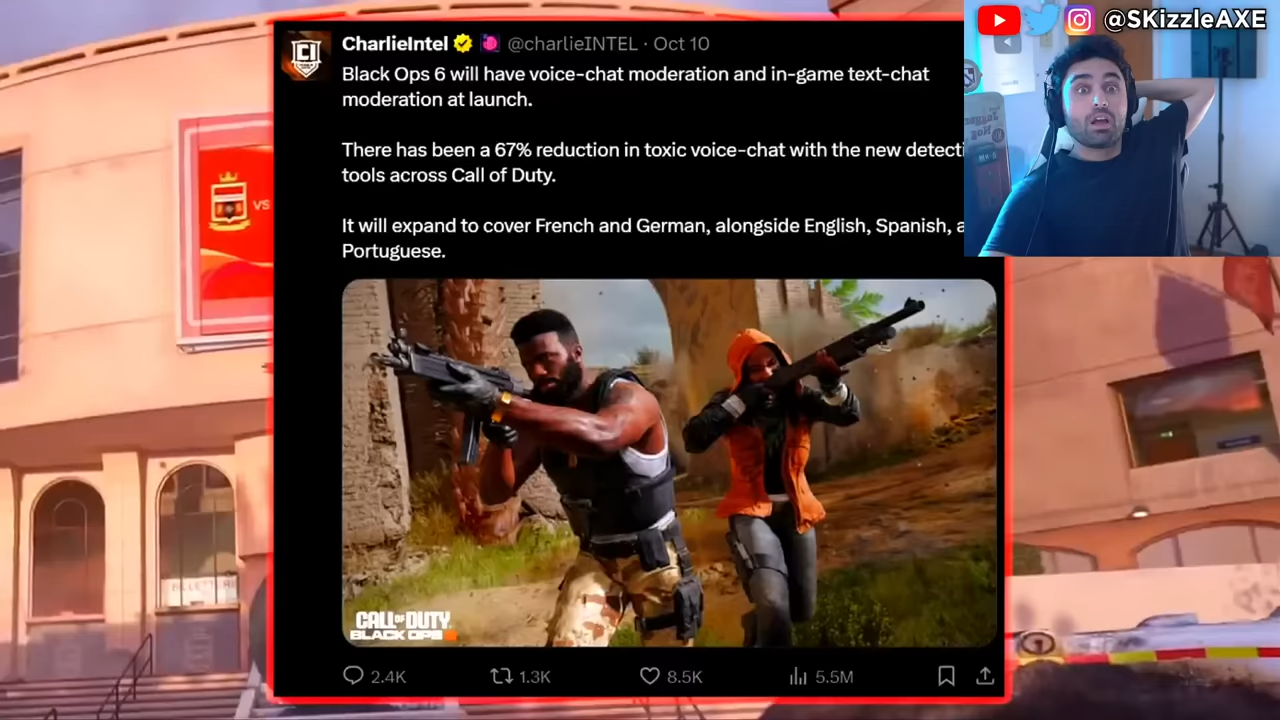 @SKizzleAXE
CharlieIntel @charlieINTEL · Oct 10
Black Ops 6 will have voice-chat moderation and in-game text-chat
moderation at launch.
There has been a 67% reduction in toxic voice-chat with the new
tools across Call of Duty.
It will expand to cover French and German, alongside English, Spanish,
Portuguese.
VS
CALL OF DUTY
BLACK OPS 6
2.4K 1.3K 8.5K 5.5M